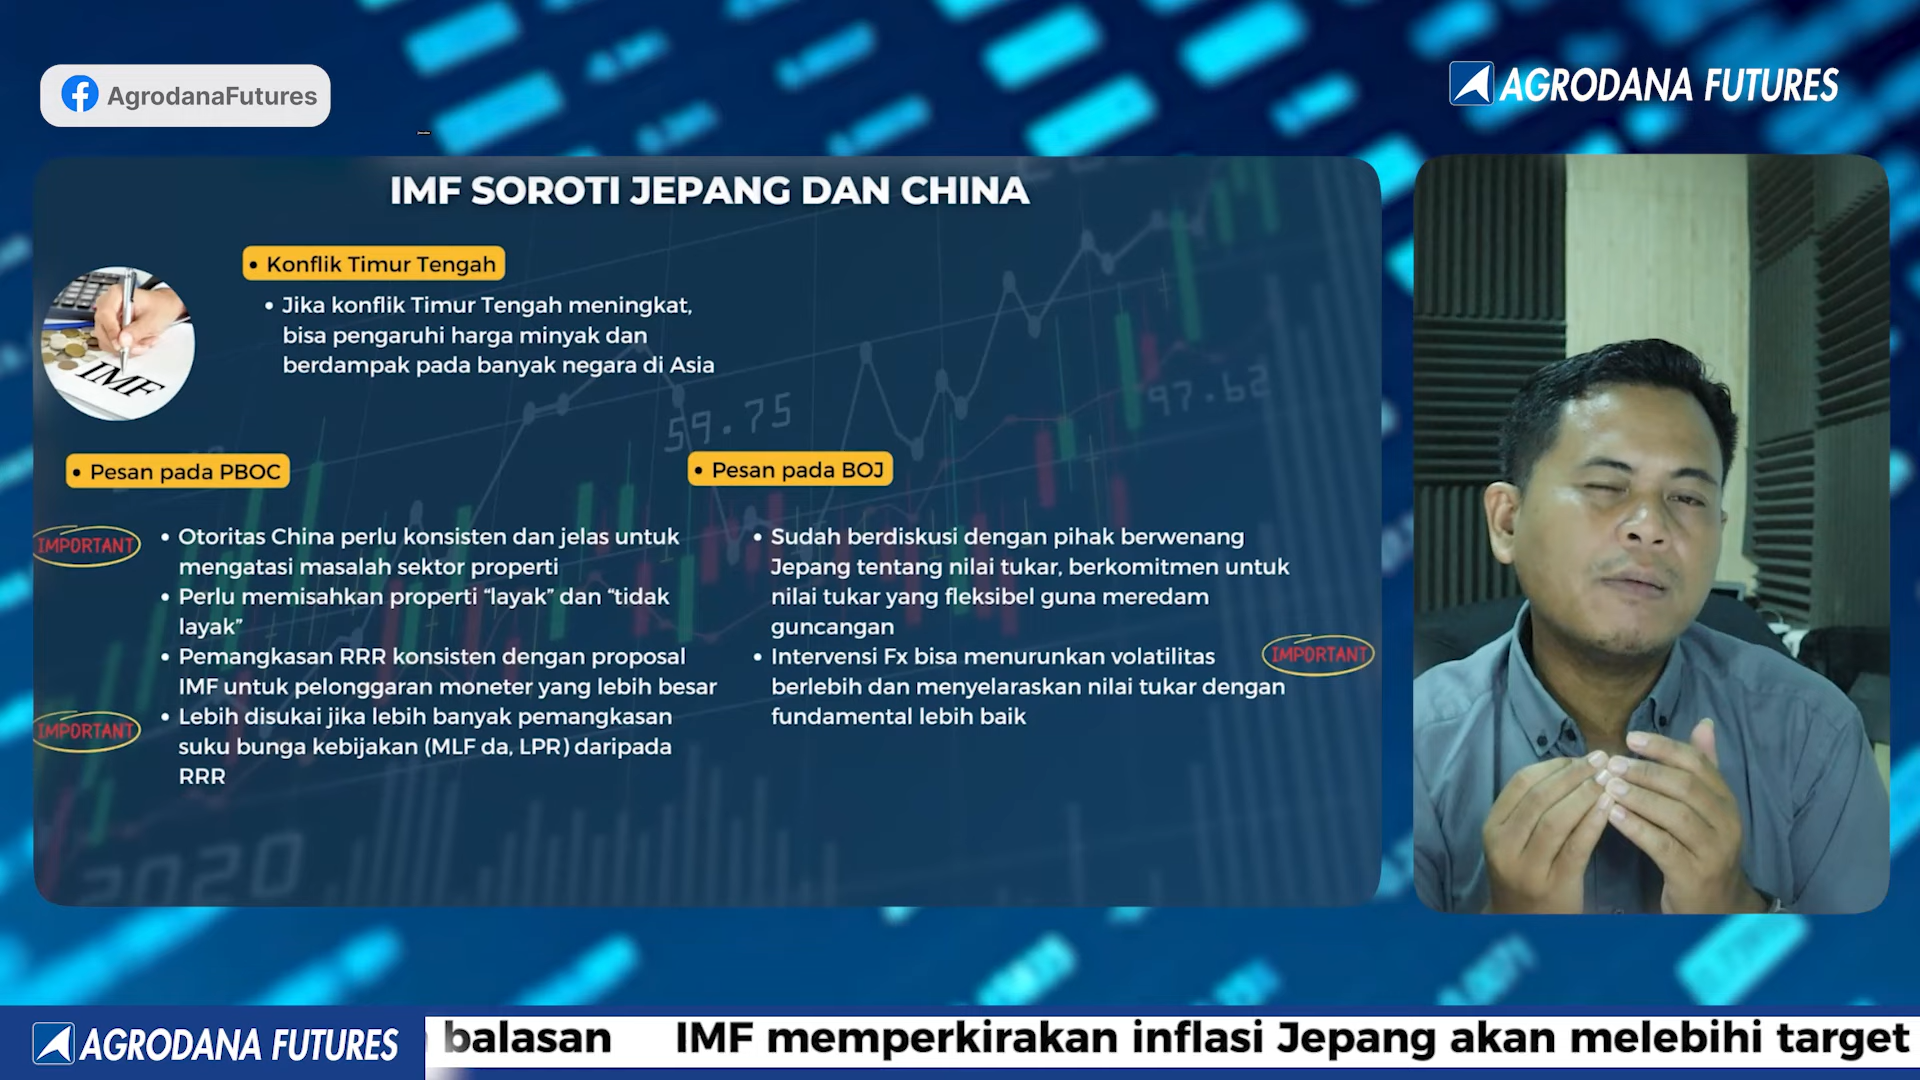 AgrodanaFutures
AGRODANA FUTURES
IMF SOROTI JEPANG DAN CHINA
• Konflik Timur Tengah
• Jika konflik Timur Tengah meningkat,
bisa pengaruhi harga minyak dan
berdampak pada banyak negara di Asia
IMF
59.75
97.62
• Pesan pada PBOC
IMPORTANT
• Otoritas China perlu konsisten dan jelas untuk
mengatasi masalah sektor properti
• Perlu memisahkan properti “layak” dan “tidak
layak”
• Pemangkasan RRR konsisten dengan proposal
IMF untuk pelonggaran moneter yang lebih besar
IMPORTANT
• Lebih disukai jika lebih banyak pemangkasan
suku bunga kebijakan (MLF da, LPR) daripada
RRR
• Pesan pada BOJ
• Sudah berdiskusi dengan pihak berwenang
Jepang tentang nilai tukar, berkomitmen untuk
nilai tukar yang fleksibel guna meredam
guncangan
• Intervensi Fx bisa menurunkan volatilitas
berlebih dan menyelaraskan nilai tukar dengan
fundamental lebih baik
IMPORTANT
2020
AGRODANA FUTURES
balasan IMF memperkirakan inflasi Jepang akan melebihi target